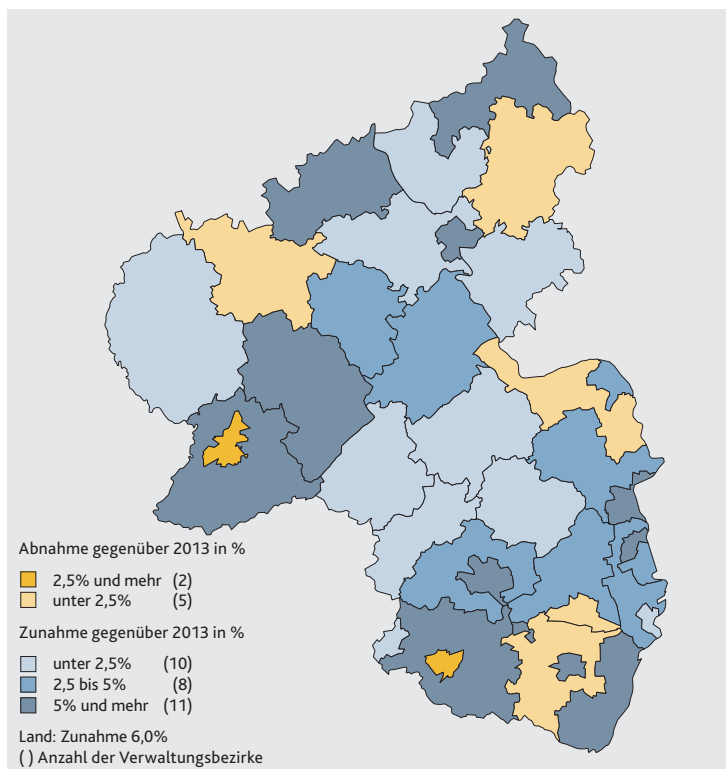 Abnahme gegenüber 2013 in %
2,5% und mehr (2)
unter 2,5% (5)
Zunahme gegenüber 2013 in %
unter 2,5% (10)
2,5 bis 5% (8)
5% und mehr (11)
Land: Zunahme 6,0%
( ) Anzahl der Verwaltungsbezirke